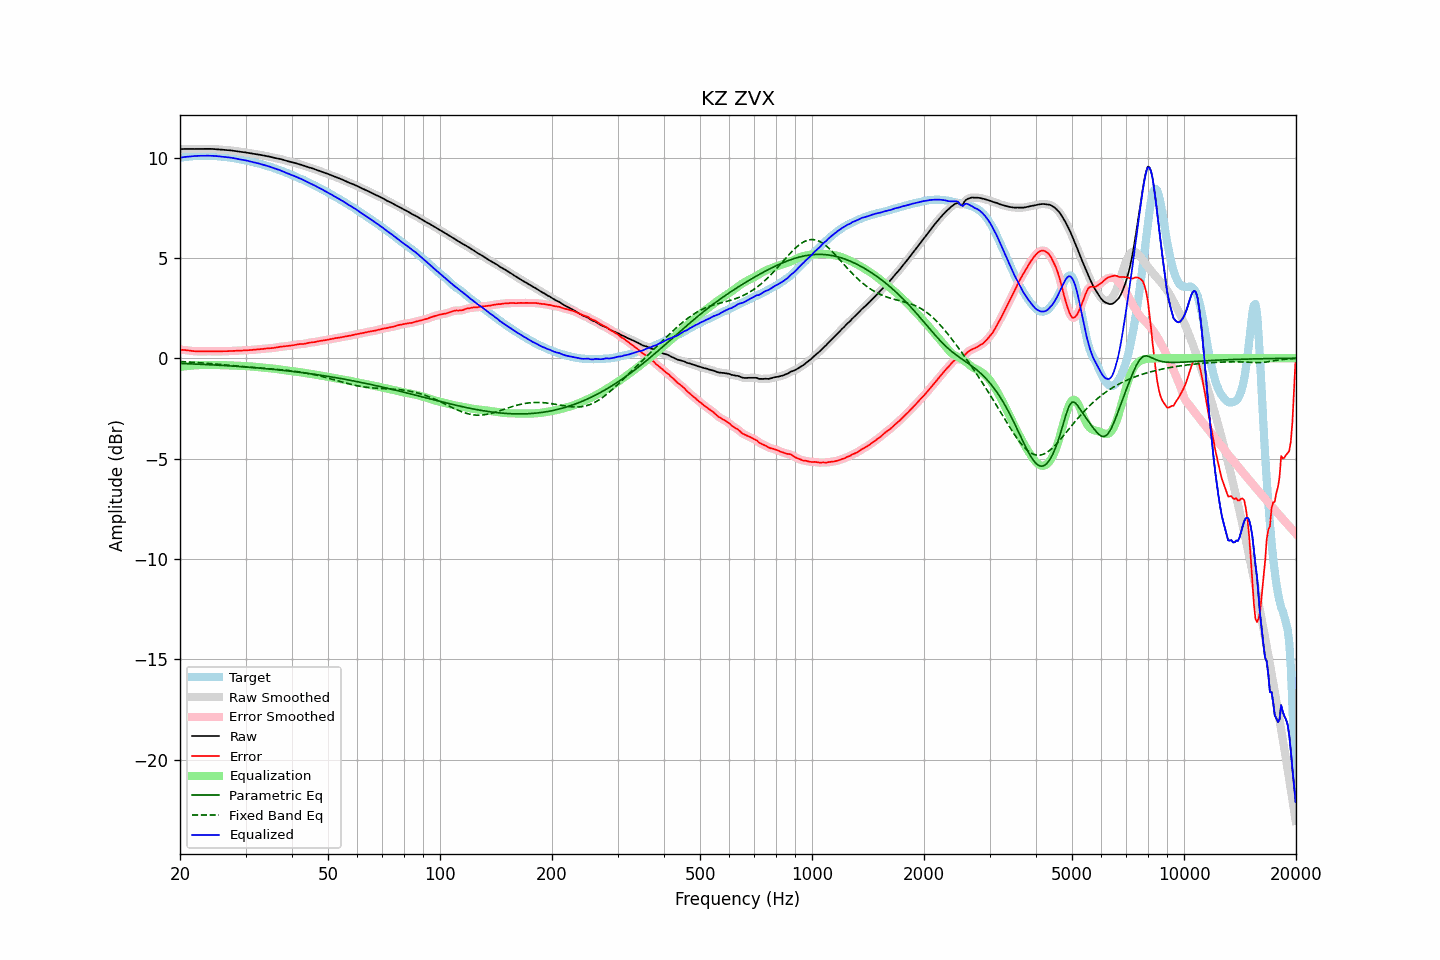 KZ ZVX
Amplitude (dBr)
10
5
0
−5
−10
−15
−20
Target
Raw Smoothed
Error Smoothed
Raw
Error
Equalization
Parametric Eq
Fixed Band Eq
Equalized
20 50 100 200 500 1000 2000 5000 10000 20000
Frequency (Hz)